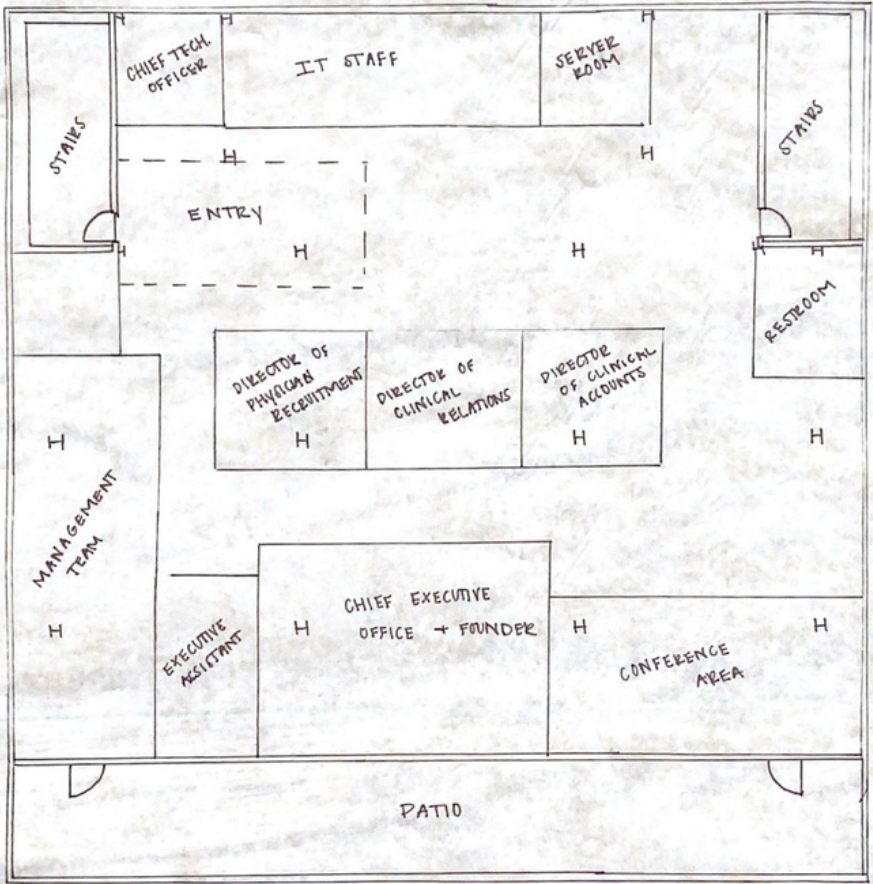 CHIEF TECH.
OFFICER
IT STAFF
SERVER
ROOM
STAIRS
STAIRS
ENTRY
RESTROOM
DIRECTOR OF
PHYSICIAN
RECRUITMENT
DIRECTOR OF
CLINICAL
RELATIONS
DIRECTOR
OF CLINICAL
ACCOUNTS
MANAGEMENT
TEAM
EXECUTIVE
ASSISTANT
CHIEF EXECUTIVE
OFFICE + FOUNDER
CONFERENCE
AREA
PATIO